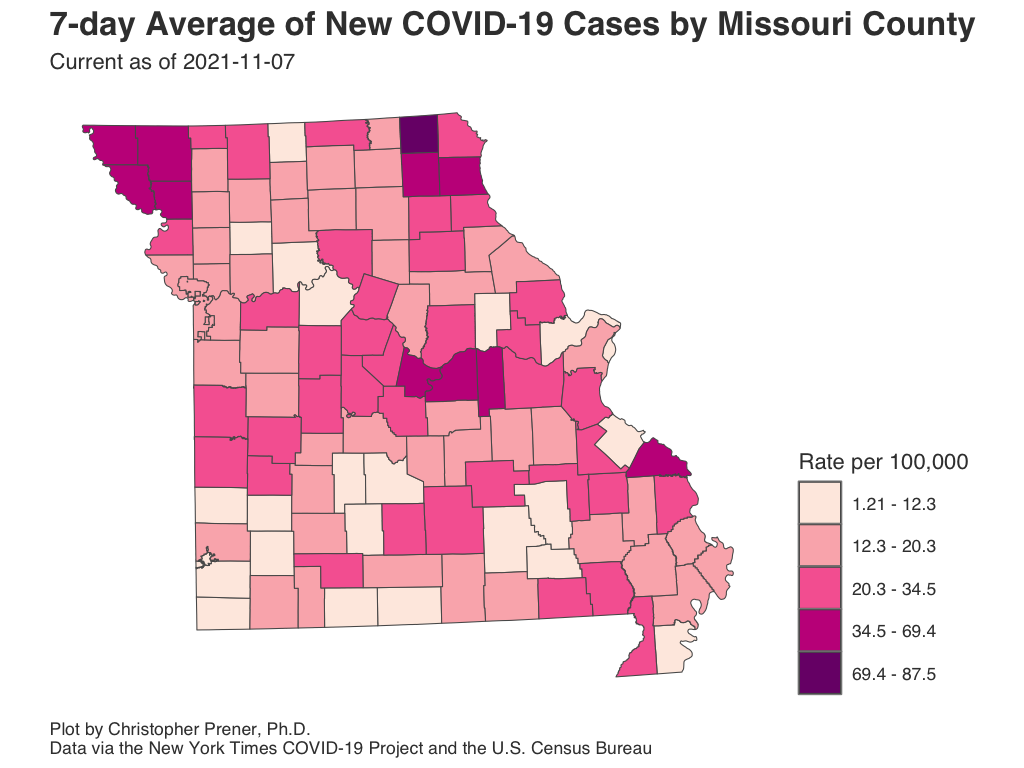 7-day Average of New COVID-19 Cases by Missouri County
Current as of 2021-11-07
Rate per 100,000
1.21 - 12.3
12.3 - 20.3
20.3 - 34.5
34.5 - 69.4
69.4 - 87.5
Plot by Christopher Prener, Ph.D.
Data via the New York Times COVID-19 Project and the U.S. Census Bureau